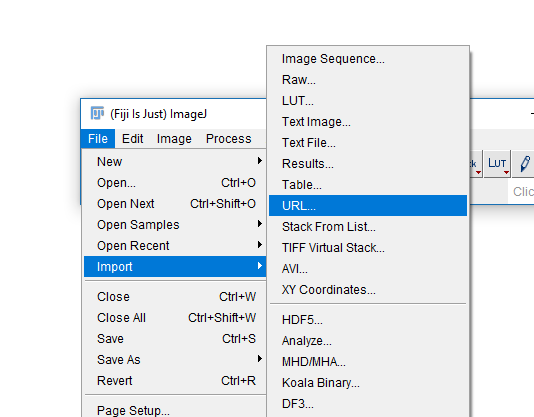 (Fiji Is Just) ImageJ
File Edit Image Process
New
Open... Ctrl+O
Open Next Ctrl+Shift+O
Open Samples
Open Recent
Import
Close Ctrl+W
Close All Ctrl+Shift+W
Save Ctrl+S
Save As
Revert Ctrl+R
Page Setup...
Image Sequence...
Raw...
LUT...
Text Image...
Text File...
Results...
Table...
URL...
Stack From List...
TIFF Virtual Stack...
AVI...
XY Coordinates...
HDF5...
Analyze...
MHD/MHA...
Koala Binary...
DF3...
LUT